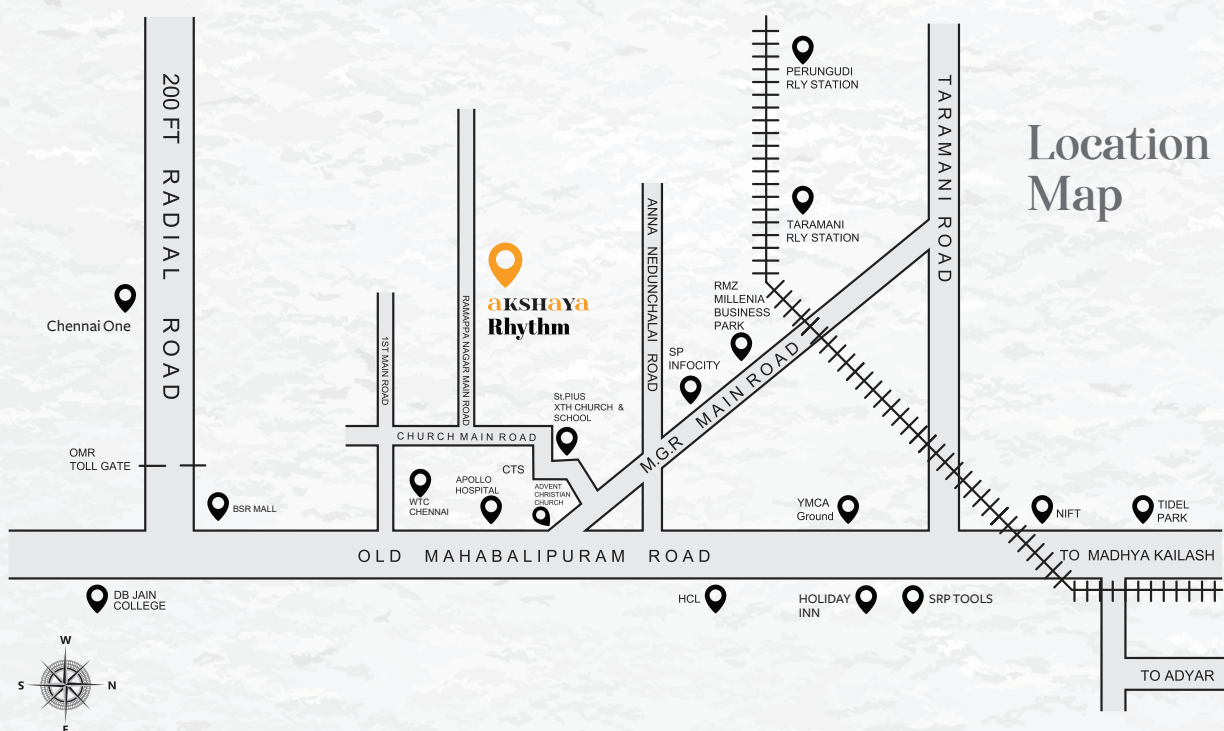 Location
Map
200 FT RADIAL ROAD
Chennai One
OMR
TOLL GATE
BSR MALL
1ST MAIN ROAD
RAMAPPA NAGAR MAIN ROAD
aKSHaYa
Rhythm
ANNA NEDUNCHALAI ROAD
PERUNGUDI
RLY STATION
TARAMANI
RLY STATION
TARAMANI ROAD
RMZ
MILLENIA
BUSINESS
PARK
SP
INFOCITY
M.G.R MAIN ROAD
St.PIUS
XTH CHURCH &
SCHOOL
CHURCH MAIN ROAD
CTS
WTC
CHENNAI
APOLLO
HOSPITAL
ADVENT
CHRISTIAN
CHURCH
YMCA
Ground
NIFT
TIDEL
PARK
OLD MAHABALIPURAM ROAD
TO MADHYA KAILASH
DB JAIN
COLLEGE
HCL
HOLIDAY
INN
SRP TOOLS
TO ADYAR
W
S
N
E